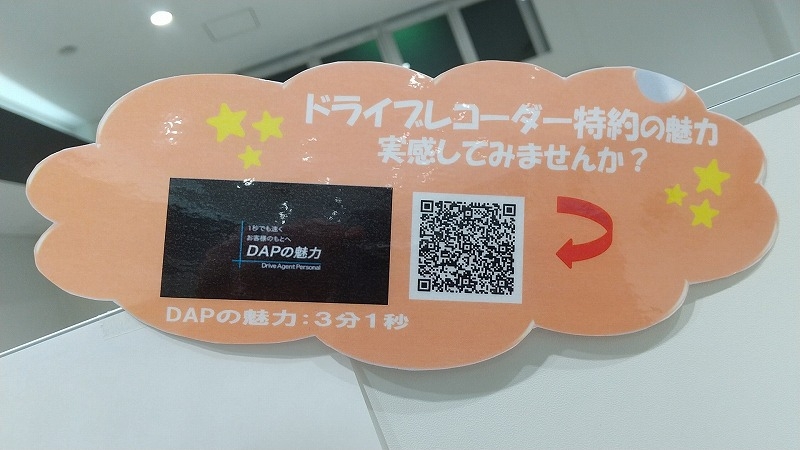 ドライブレコーダー特約の魅力
実感してみませんか？
1秒でも速く
お客様のもとへ
DAPの魅力
Drive Agent Personal
DAPの魅力：3分1秒